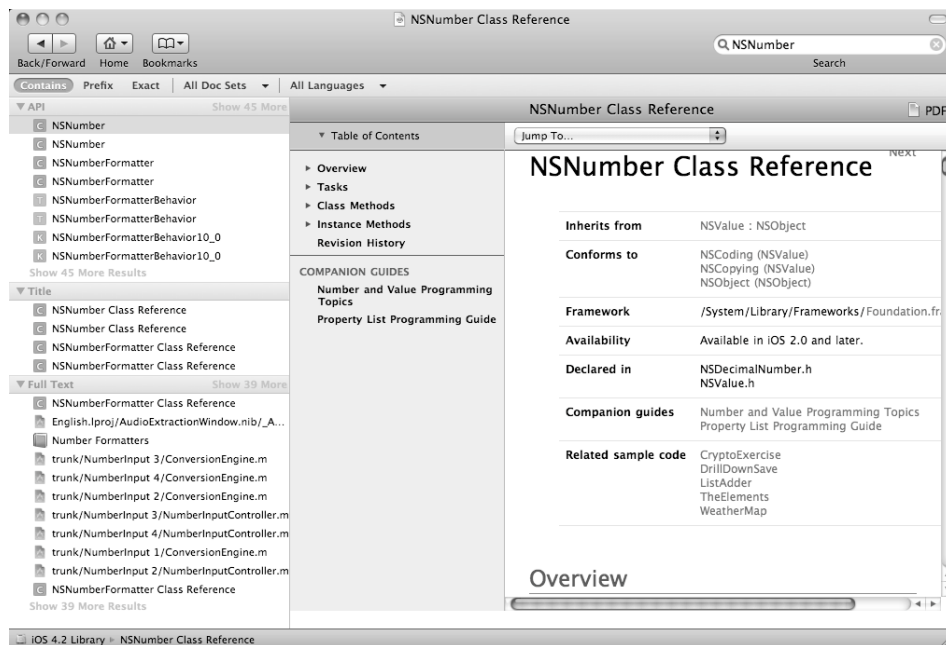 NSNumber Class Reference
NSNumber
Back/Forward Home Bookmarks
Search
Contains Prefix Exact All Doc Sets All Languages
API Show 45 More
NSNumber
NSNumber
NSNumberFormatter
NSNumberFormatter
NSNumberFormatterBehavior
NSNumberFormatterBehavior
NSNumberFormatterBehavior10_0
NSNumberFormatterBehavior10_0
Show 45 More Results
Title
NSNumber Class Reference
NSNumber Class Reference
NSNumberFormatter Class Reference
NSNumberFormatter Class Reference
Full Text Show 39 More
NSNumberFormatter Class Reference
English.lproj/AudioExtractionWindow.nib/_A...
Number Formatters
trunk/NumberInput 3/ConversionEngine.m
trunk/NumberInput 4/ConversionEngine.m
trunk/NumberInput 2/ConversionEngine.m
trunk/NumberInput 3/NumberInputController.m
trunk/NumberInput 4/NumberInputController.m
trunk/NumberInput 1/ConversionEngine.m
trunk/NumberInput 2/NumberInputController.m
NSNumberFormatter Class Reference
Show 39 More Results
NSNumber Class Reference
PDF
Table of Contents
Jump To...
Overview
Tasks
Class Methods
Instance Methods
Revision History
COMPANION GUIDES
Number and Value Programming
Topics
Property List Programming Guide
Next
NSNumber Class Reference
Inherits from NSValue : NSObject
Conforms to NSCoding (NSValue)
NSCopying (NSValue)
NSObject (NSObject)
Framework /System/Library/Frameworks/Foundation.fra
Availability Available in iOS 2.0 and later.
Declared in NSDecimalNumber.h
NSValue.h
Companion guides Number and Value Programming Topics
Property List Programming Guide
Related sample code CryptoExercise
DrillDownSave
ListAdder
TheElements
WeatherMap
Overview
iOS 4.2 Library NSNumber Class Reference